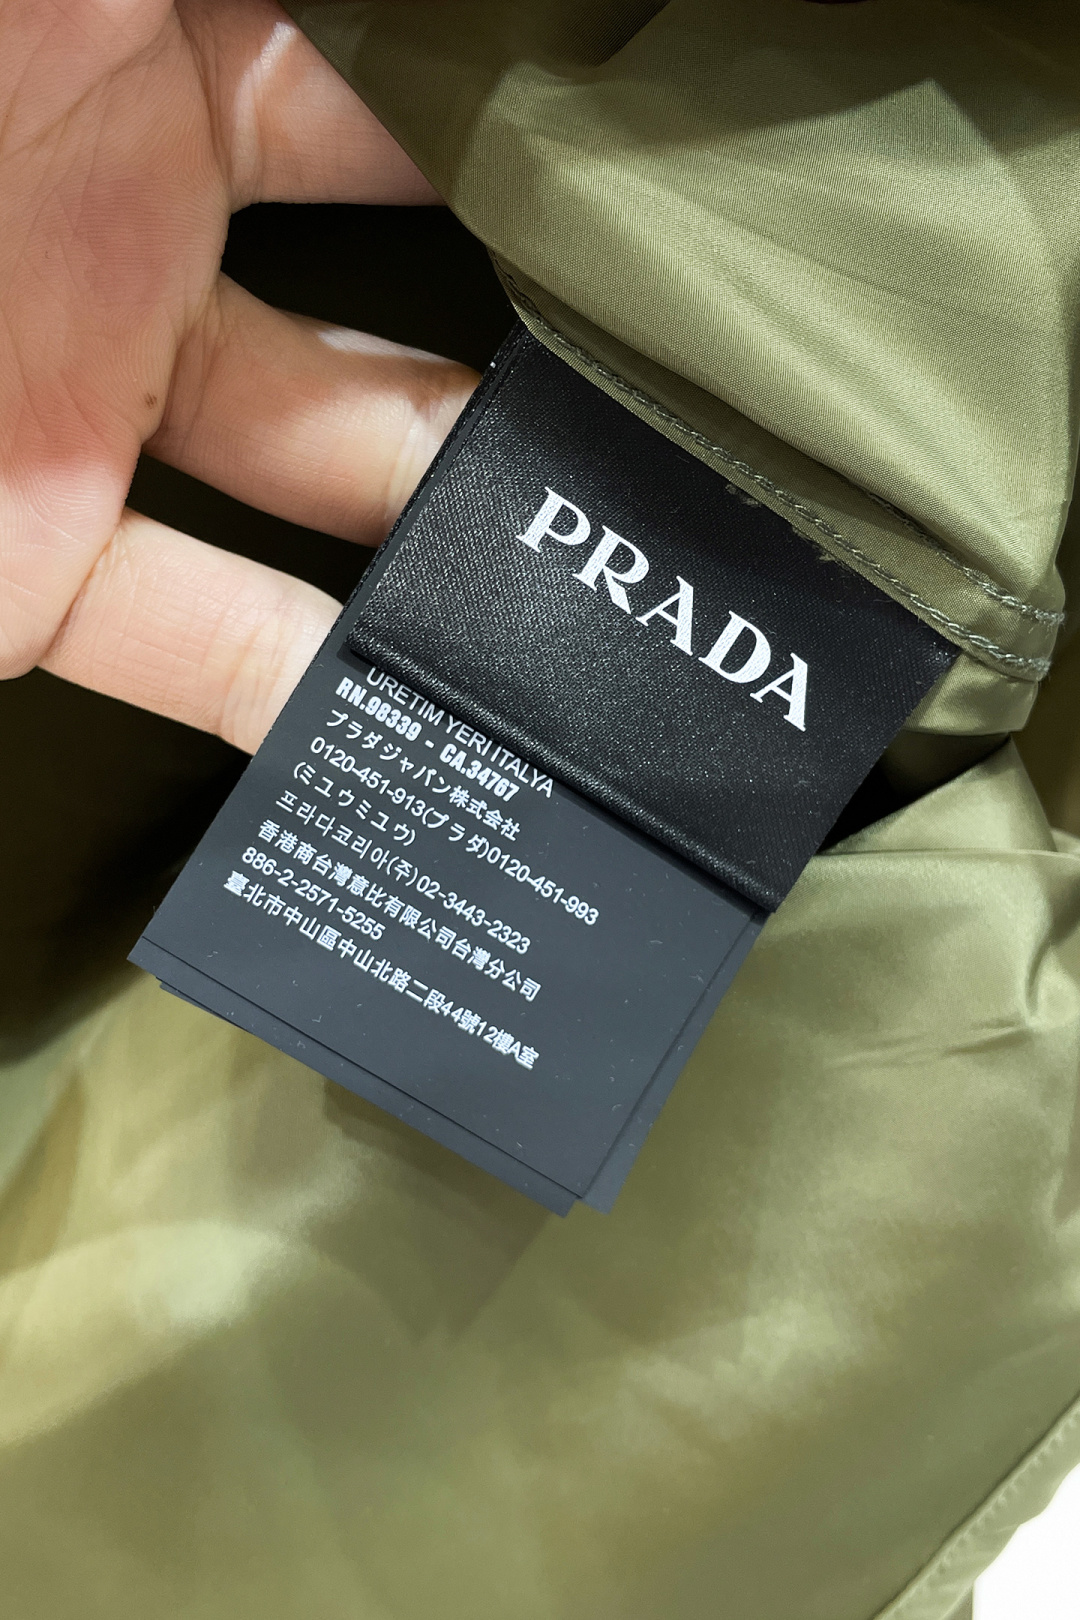 PRADA
URETIM YERI ITALYA
RN.98339 - CA.34767
プラダジャパン株式会社
0120-451-913(プラダ)0120-451-993
(ミュウミュウ)
프라다코리아(주)02-3443-2323
香港商台灣意比有限公司台灣分公司
886-2-2571-5255
臺北市中山區中山北路二段44號12樓A室